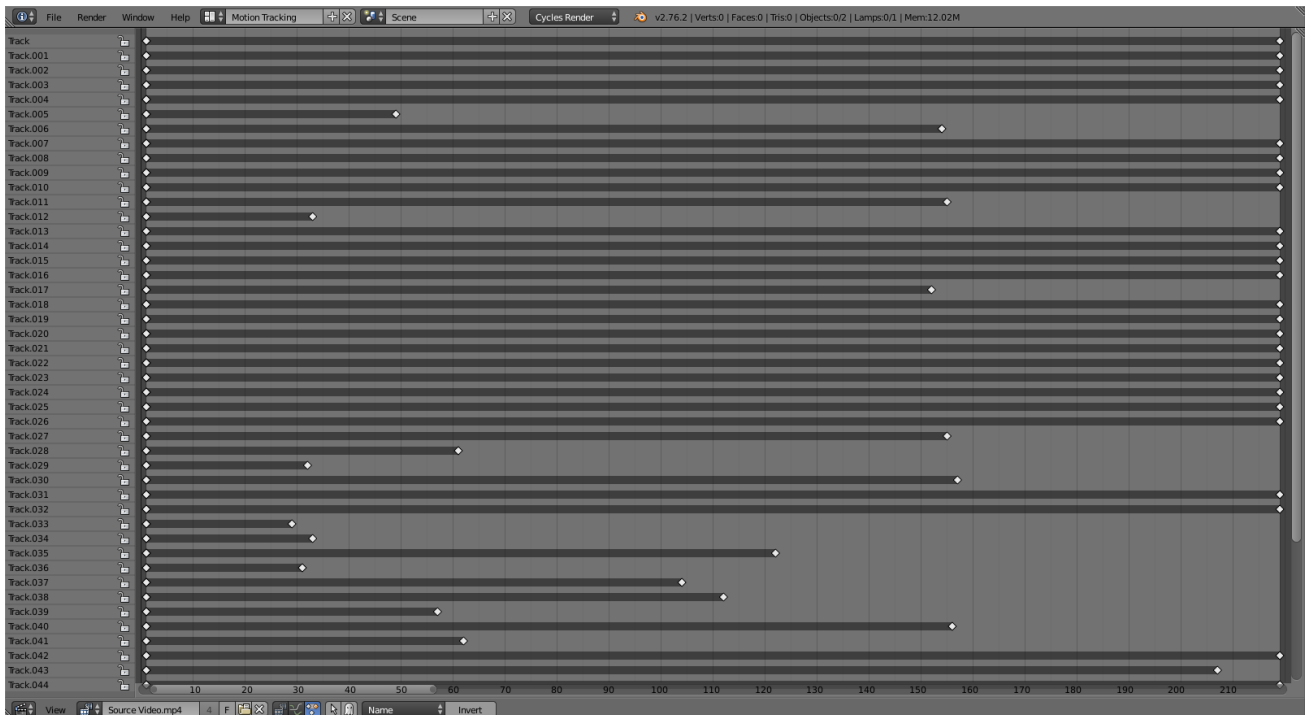 File Render Window Help Motion Tracking Scene Cycles Render v2.76.2 | Verts:0 | Faces:0 | Tris:0 | Objects:0/2 | Lamps:0/1 | Mem:12.02M
Track
Track.001
Track.002
Track.003
Track.004
Track.005
Track.006
Track.007
Track.008
Track.009
Track.010
Track.011
Track.012
Track.013
Track.014
Track.015
Track.016
Track.017
Track.018
Track.019
Track.020
Track.021
Track.022
Track.023
Track.024
Track.025
Track.026
Track.027
Track.028
Track.029
Track.030
Track.031
Track.032
Track.033
Track.034
Track.035
Track.036
Track.037
Track.038
Track.039
Track.040
Track.041
Track.042
Track.043
Track.044
10 20 30 40 50 60 70 80 90 100 110 120 130 140 150 160 170 180 190 200 210
View Source Video.mp4 4 F Name Invert